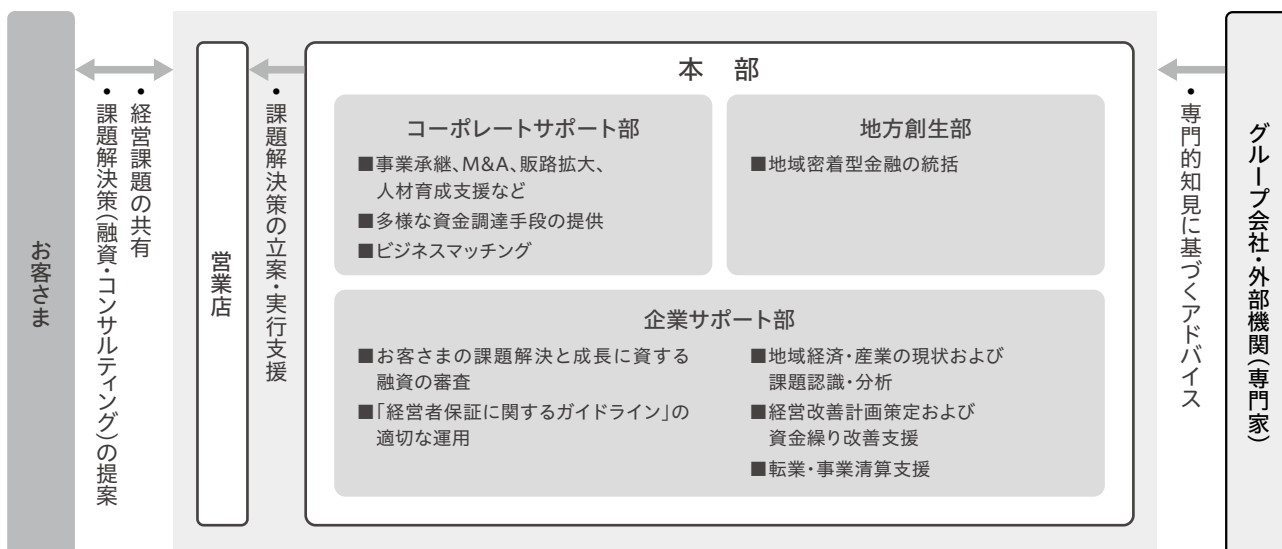 お客さま
・経営課題の共有
・課題解決策(融資・コンサルティング)の提案
営業店
・課題解決策の立案・実行支援
本 部
コーポレートサポート部
■事業承継、M&A、販路拡大、
人材育成支援など
■多様な資金調達手段の提供
■ビジネスマッチング
地方創生部
■地域密着型金融の統括
企業サポート部
■お客さまの課題解決と成長に資する
融資の審査
■「経営者保証に関するガイドライン」の
適切な運用
■地域経済・産業の現状および
課題認識・分析
■経営改善計画策定および
資金繰り改善支援
■転業・事業清算支援
・専門的知見に基づくアドバイス
グループ会社・外部機関(専門家)